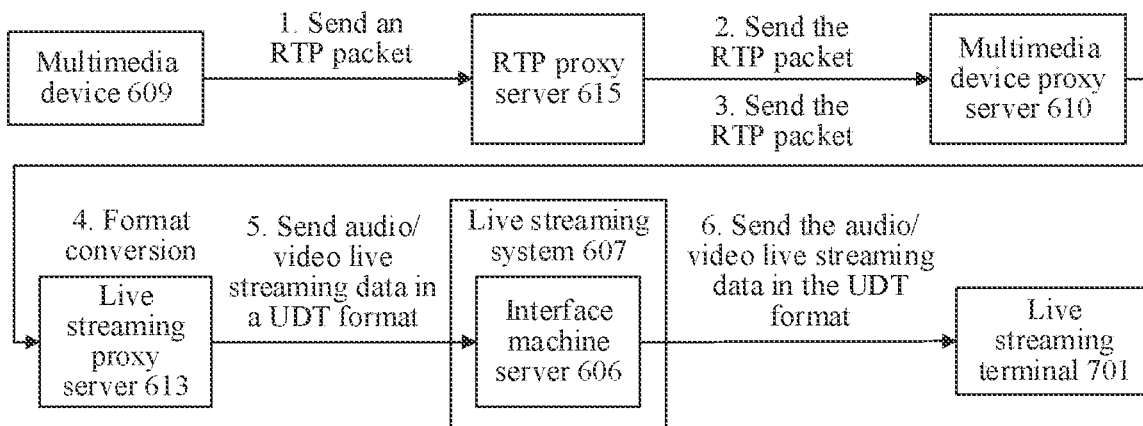 Multimedia
device 609
1. Send an
RTP packet
RTP proxy
server 615
2. Send the
RTP packet
3. Send the
RTP packet
Multimedia
device proxy
server 610
4. Format
conversion
Live
streaming
proxy
server 613
5. Send audio/
video live
streaming data in
a UDT format
Live streaming
system 607
Interface
machine
server 606
6. Send the audio/
video live streaming
data in the UDT
format
Live
streaming
terminal 701